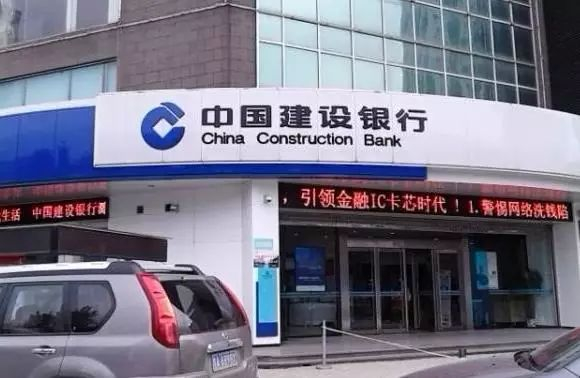 中国建设银行
China Construction Bank
生活 中国建设银行
，引领金融IC卡芯时代！1.警惕网络洗钱陷